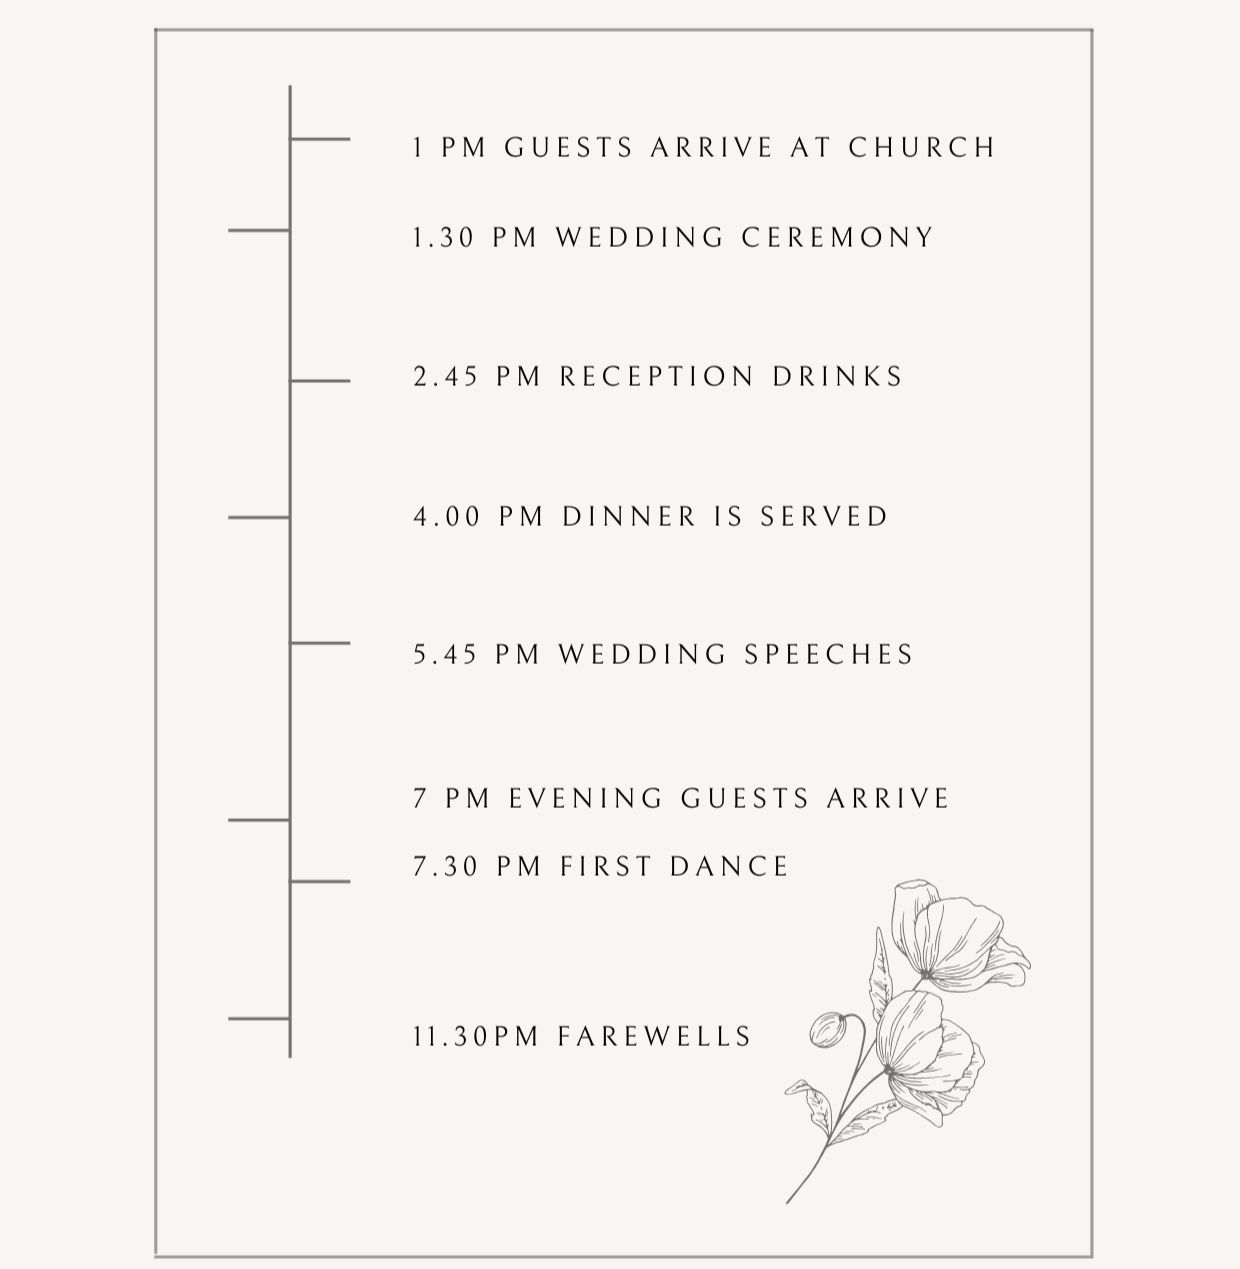 1 PM GUESTS ARRIVE AT CHURCH
1.30 PM WEDDING CEREMONY
2.45 PM RECEPTION DRINKS
4.00 PM DINNER IS SERVED
5.45 PM WEDDING SPEECHES
7 PM EVENING GUESTS ARRIVE
7.30 PM FIRST DANCE
11.30PM FAREWELLS